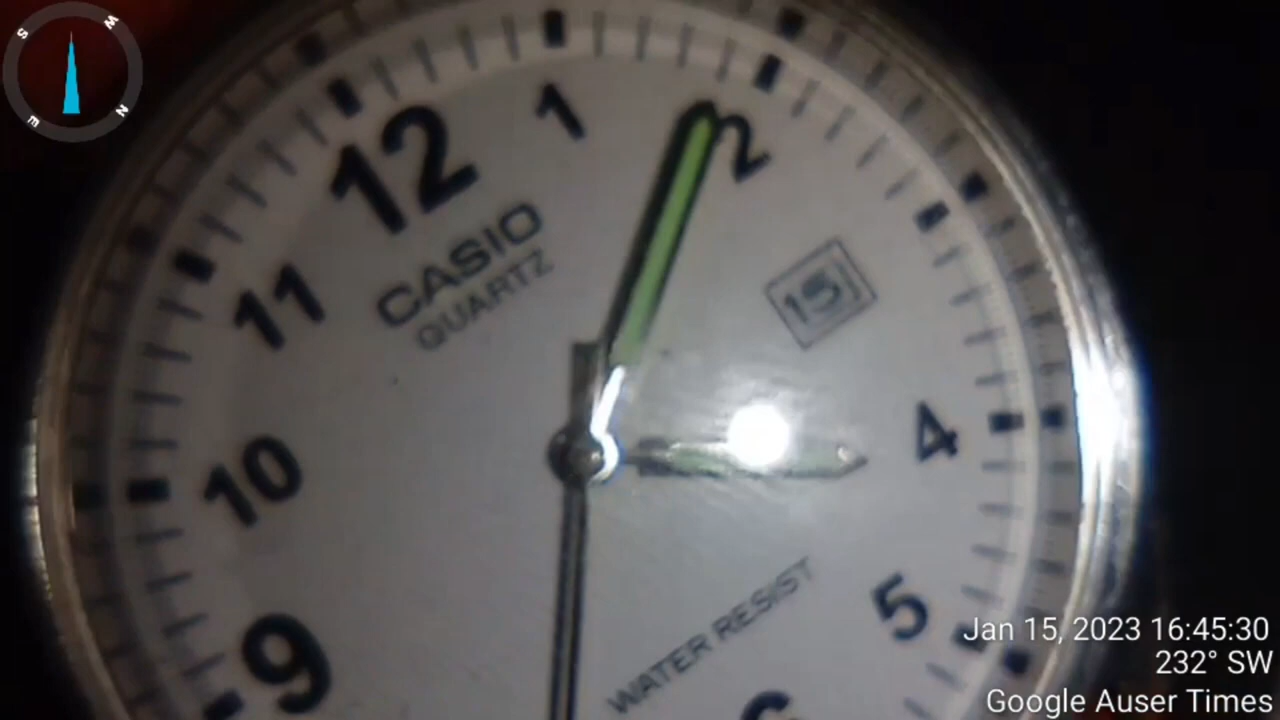 S
W
E
N
12
1
2
11
CASIO
QUARTZ
15
10
4
9
5
WATER RESIST
6
Jan 15, 2023 16:45:30
232° SW
Google Auser Times